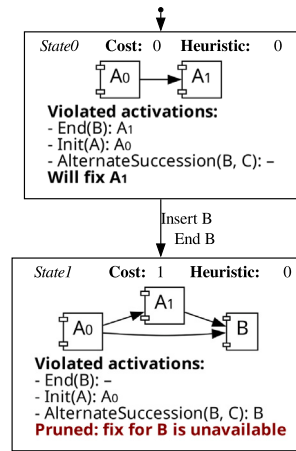 State0 Cost: 0 Heuristic: 0
A0 A1
Violated activations:
- End(B): A1
- Init(A): A0
- AlternateSuccession(B, C): –
Will fix A1
Insert B
End B
State1 Cost: 1 Heuristic: 0
A1
A0 B
Violated activations:
- End(B): –
- Init(A): A0
- AlternateSuccession(B, C): B
Pruned: fix for B is unavailable